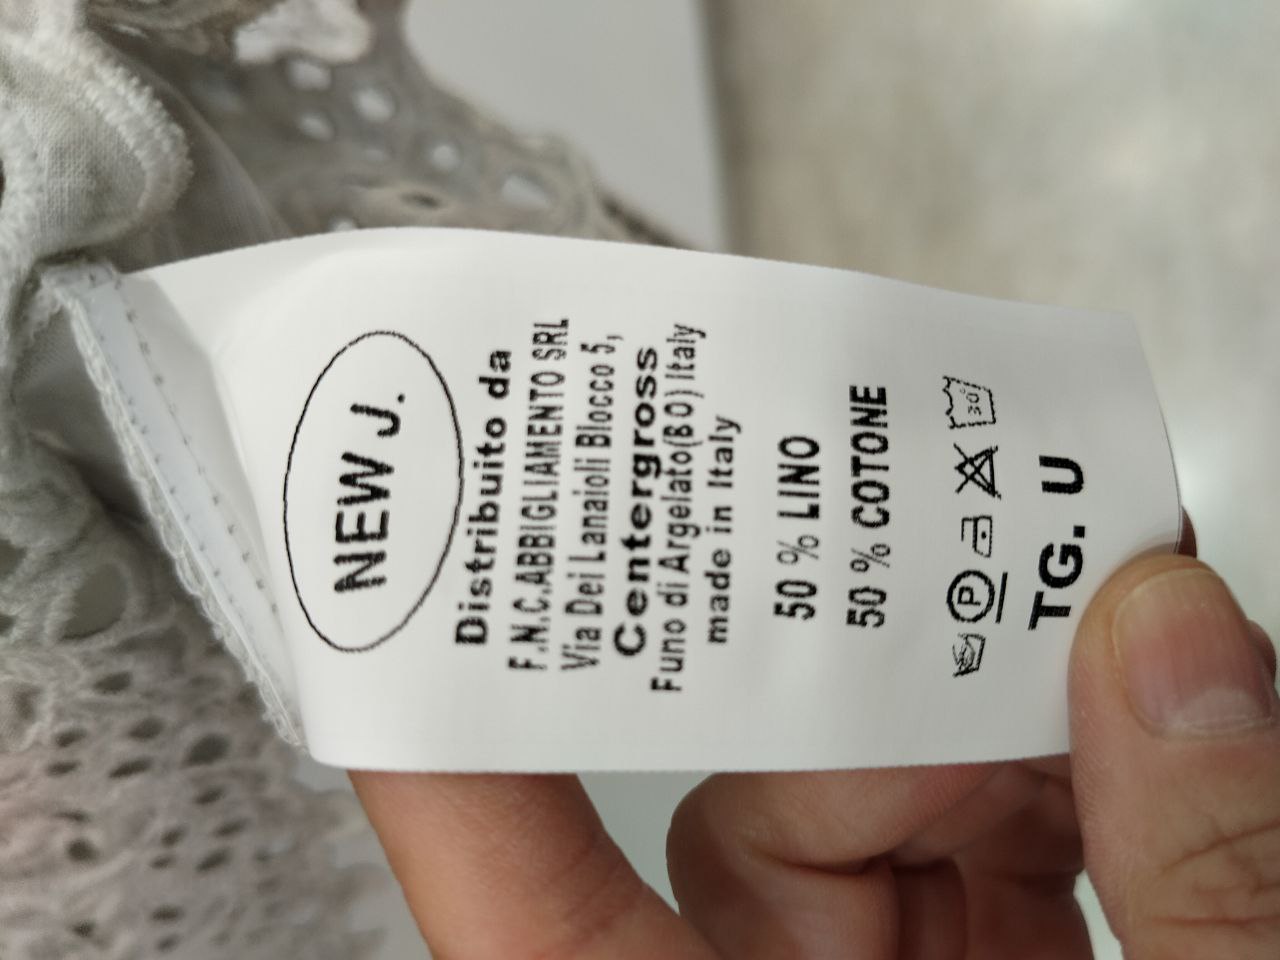 NEW J.
Distribuito da
F.N.C.ABBIGLIAMENTO SRL
Via Dei Lanaioli Blocco 5,
Centergross
Funo di Argelato(BO) Italy
made in Italy
50 % LINO
50 % COTONE
P 30°
TG. U